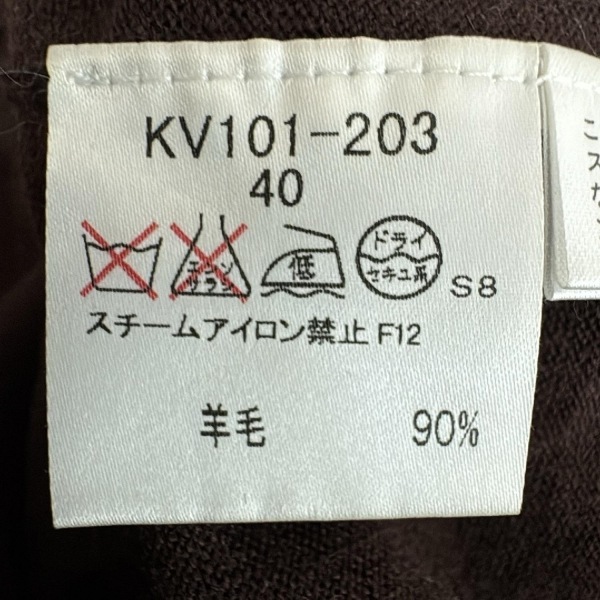 KV101-203
40
エンソ
サラシ
低
ドライ
セキユ系
S8
スチームアイロン禁止 F12
羊毛 90%